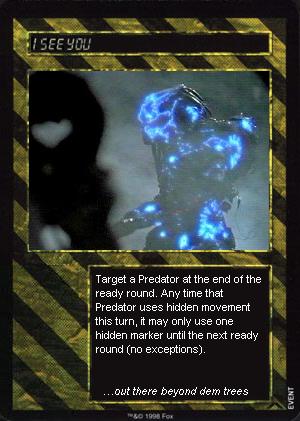 I SEE YOU
Target a Predator at the end of the
ready round. Any time that
Predator uses hidden movement
this turn, it may only use one
hidden marker until the next ready
round (no exceptions).
...out there beyond dem trees
EVENT
™&© 1998 Fox